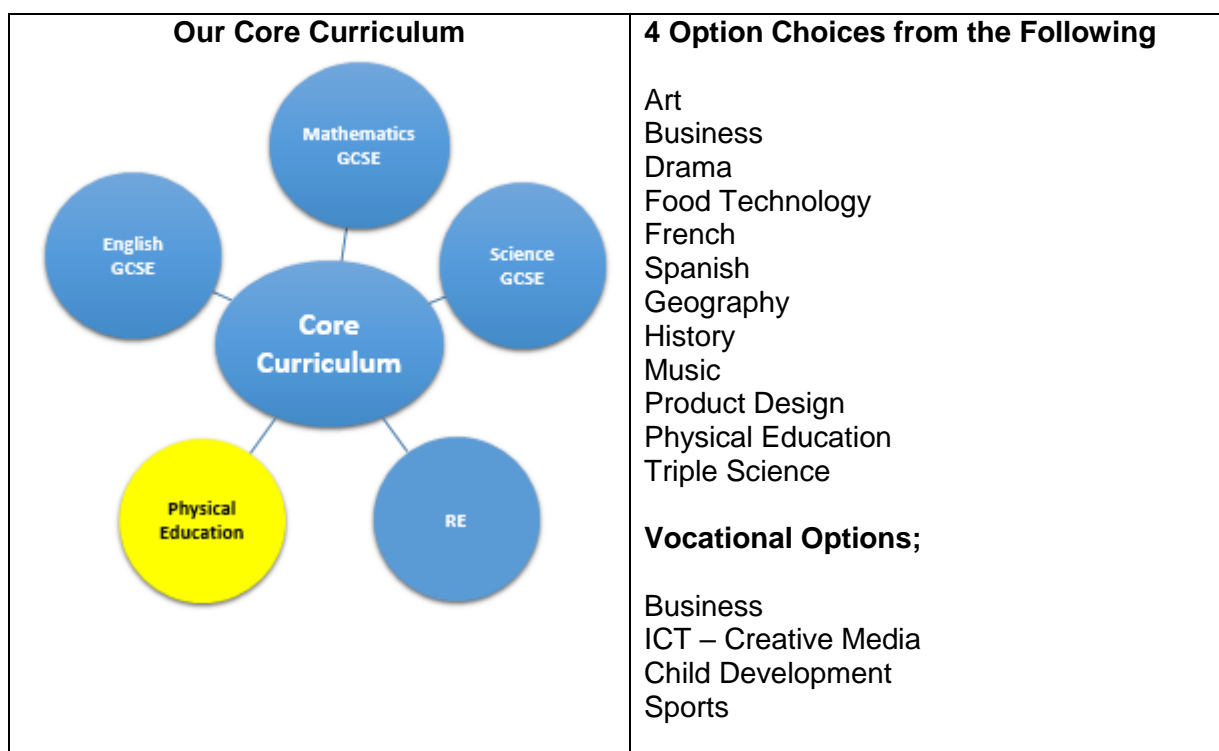 Our Core Curriculum
Mathematics
GCSE
English
GCSE
Science
GCSE
Core
Curriculum
Physical
Education
RE
4 Option Choices from the Following
Art
Business
Drama
Food Technology
French
Spanish
Geography
History
Music
Product Design
Physical Education
Triple Science
Vocational Options;
Business
ICT – Creative Media
Child Development
Sports